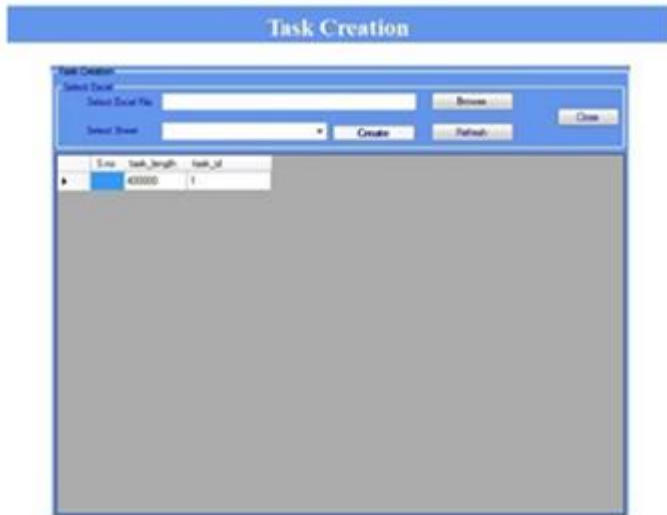 Task Creation
Task Creation
Select Excel
Select Excel File Browse
Close
Select Sheet Create Refresh
S.no task_length task_id
400000 1